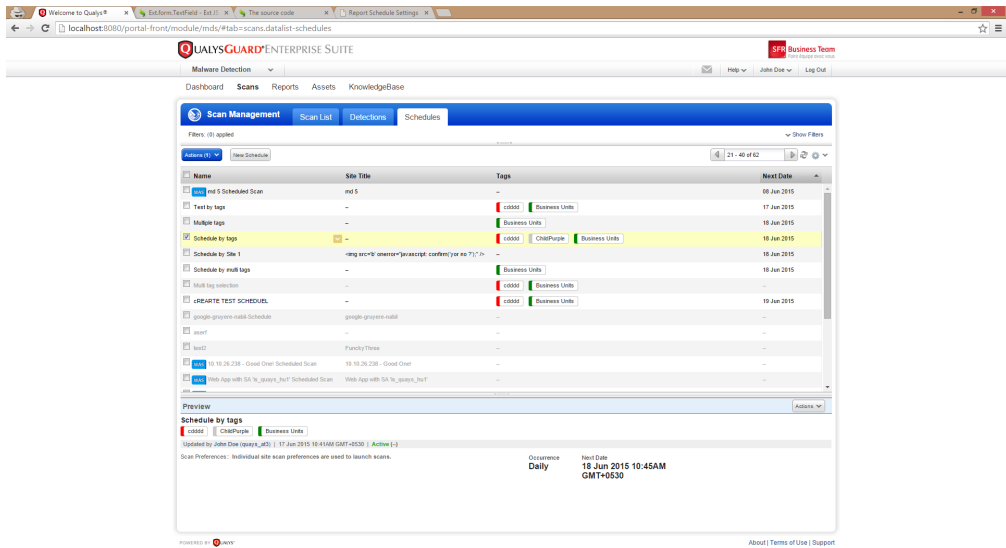 Welcome to Qualys®
Ext.form.TextField - Ext JS
The source code
Report Schedule Settings:
localhost:8080/portal-front/module/mds/#tab=scans.datalist-schedules
QUALYSGUARD® ENTERPRISE SUITE
SFR Business Team
Malware Detection
Help John Doe Log Out
Dashboard Scans Reports Assets KnowledgeBase
Scan Management Scan List Detections Schedules
Filters: (0) applied Show Filters
Actions (1) New Schedule 21 - 40 of 62
Name Site Title Tags Next Date
WAS md 5 Scheduled Scan md 5 -- 08 Jun 2015
Test by tags -- cdddd Business Units 17 Jun 2015
Multiple tags -- Business Units 18 Jun 2015
Schedule by tags -- cdddd ChildPurple Business Units 18 Jun 2015
Schedule by Site 1 <img src='b' onerror="javascript: confirm('yor no ?');" /> -- 18 Jun 2015
Schedule by multi tags -- Business Units 18 Jun 2015
Multi tag selection -- cdddd Business Units --
cREARTE TEST SCHEDUEL -- cdddd Business Units 19 Jun 2015
google-gruyere-nabil-Schedule google-gruyere-nabil -- --
-- -- --
test2 FunckyThrea -- --
WAS 10.10.26.238 - Good One! Scheduled Scan 10.10.26.238 - Good One! -- --
WAS Web App with SA Scheduled Scan Web App with SA -- --
Preview Actions
Schedule by tags
cdddd ChildPurple Business Units
Updated by John Doe (quays_af3) | 17 Jun 2015 10:41AM GMT+0530 | Active (--)
Scan Preferences: Individual site scan preferences are used to launch scans.
Occurrence Next Date
Daily 18 Jun 2015 10:45AM
GMT+0530
POWERED BY QUALYS®
About | Terms of Use | Support